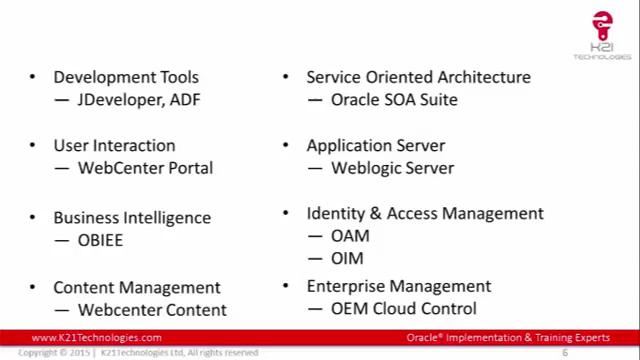 K21
TECHNOLOGIES
• Development Tools
— JDeveloper, ADF
• User Interaction
— WebCenter Portal
• Business Intelligence
— OBIEE
• Content Management
— Webcenter Content
• Service Oriented Architecture
— Oracle SOA Suite
• Application Server
— Weblogic Server
• Identity & Access Management
— OAM
— OIM
• Enterprise Management
— OEM Cloud Control
www.K21Technologies.com
Oracle® Implementation & Training Experts
Copyright © 2015 | K21Technologies Ltd, All rights reserved
6